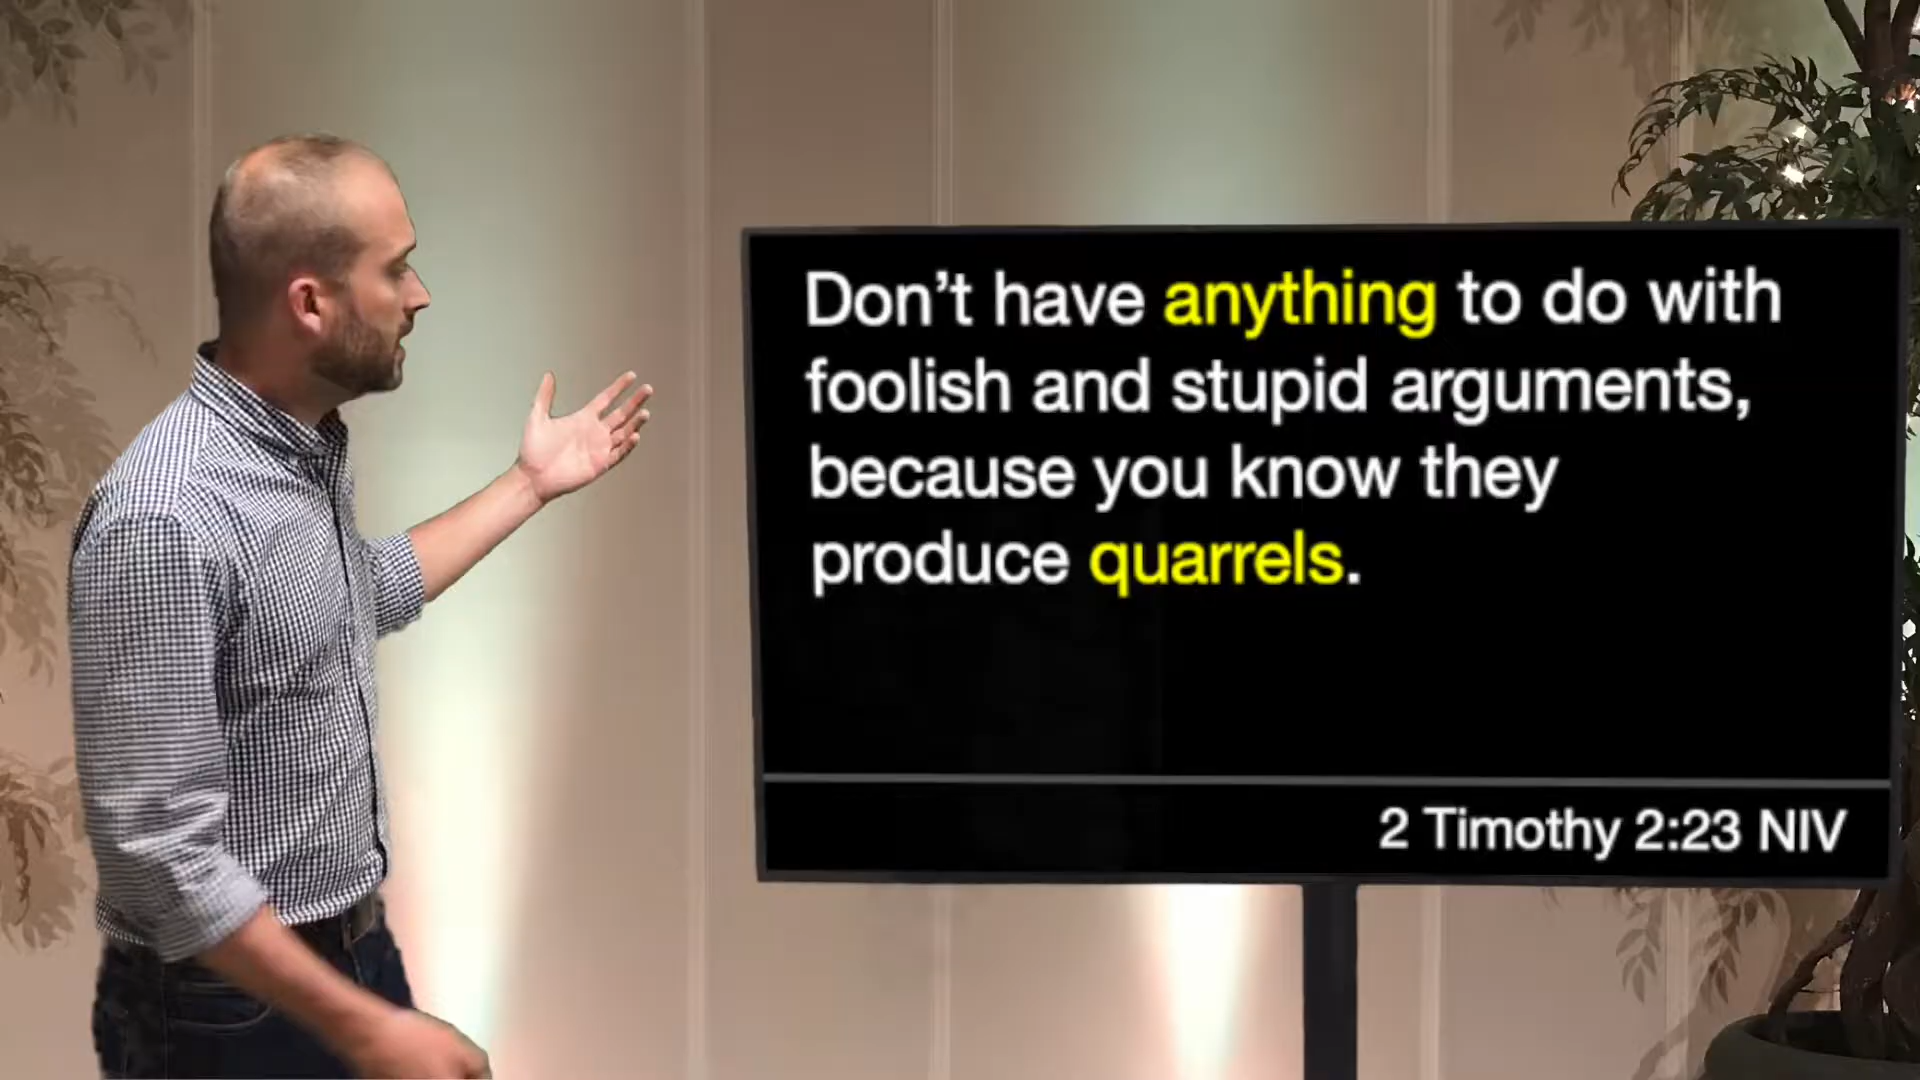 Don’t have anything to do with
foolish and stupid arguments,
because you know they
produce quarrels.
2 Timothy 2:23 NIV